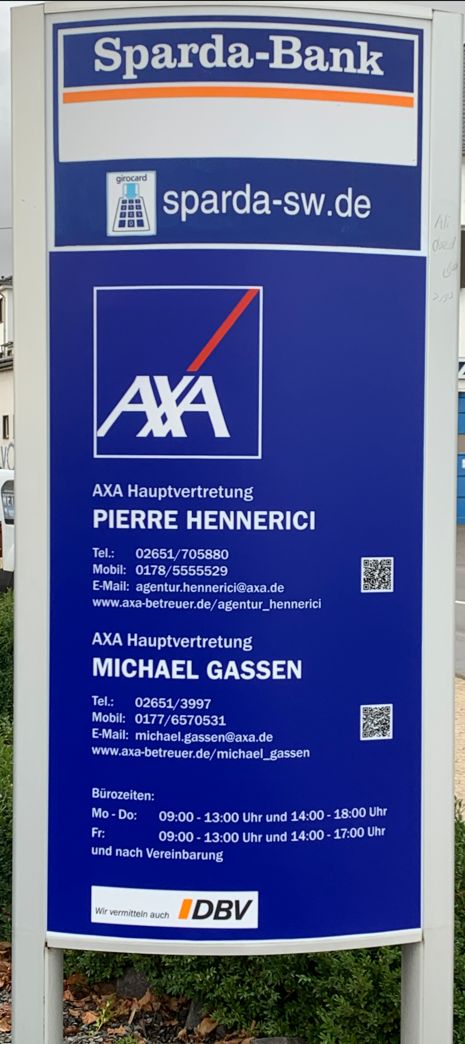 Sparda-Bank
girocard
sparda-sw.de
AXA
AXA Hauptvertretung
PIERRE HENNERICI
Tel.: 02651/705880
Mobil: 0178/5555529
E-Mail: agentur.hennerici@axa.de
www.axa-betreuer.de/agentur_hennerici
AXA Hauptvertretung
MICHAEL GASSEN
Tel.: 02651/3997
Mobil: 0177/6570531
E-Mail: michael.gassen@axa.de
www.axa-betreuer.de/michael_gassen
Bürozeiten:
Mo - Do: 09:00 - 13:00 Uhr und 14:00 - 18:00 Uhr
Fr: 09:00 - 13:00 Uhr und 14:00 - 17:00 Uhr
und nach Vereinbarung
Wir vermitteln auch DBV